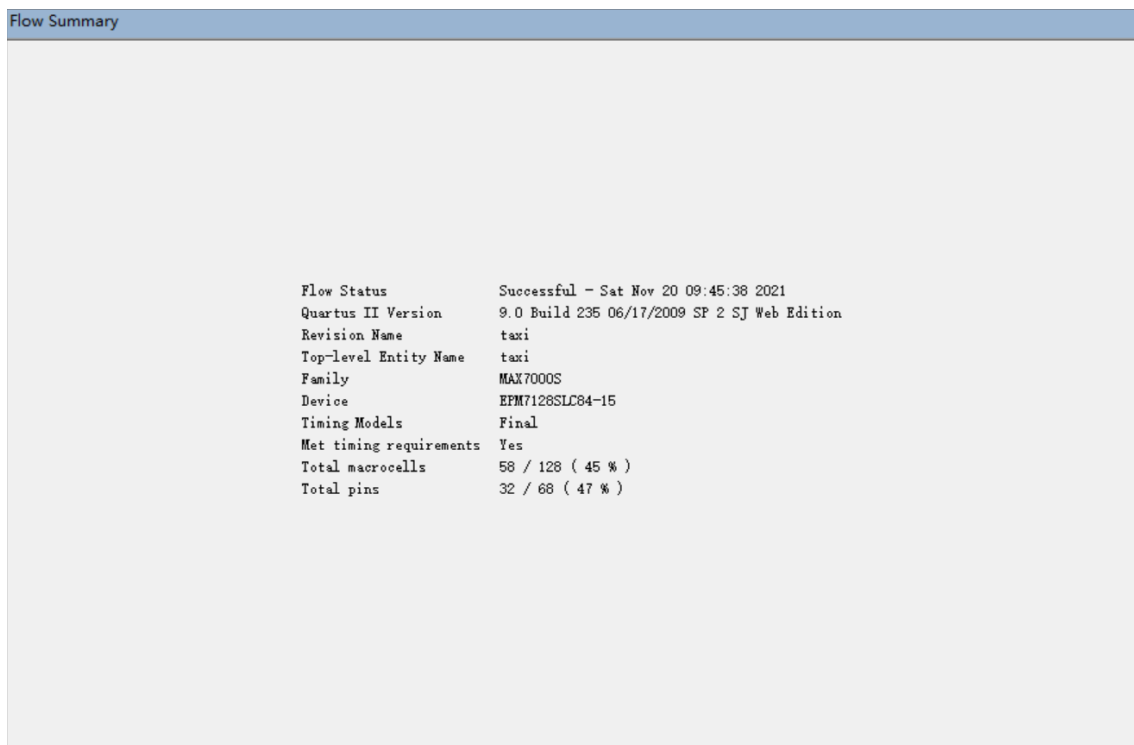 Flow Summary
Flow Status Successful - Sat Nov 20 09:45:38 2021
Quartus II Version 9.0 Build 235 06/17/2009 SP 2 SJ Web Edition
Revision Name taxi
Top-level Entity Name taxi
Family MAX7000S
Device EPM7128SLC84-15
Timing Models Final
Met timing requirements Yes
Total macrocells 58 / 128 ( 45 % )
Total pins 32 / 68 ( 47 % )